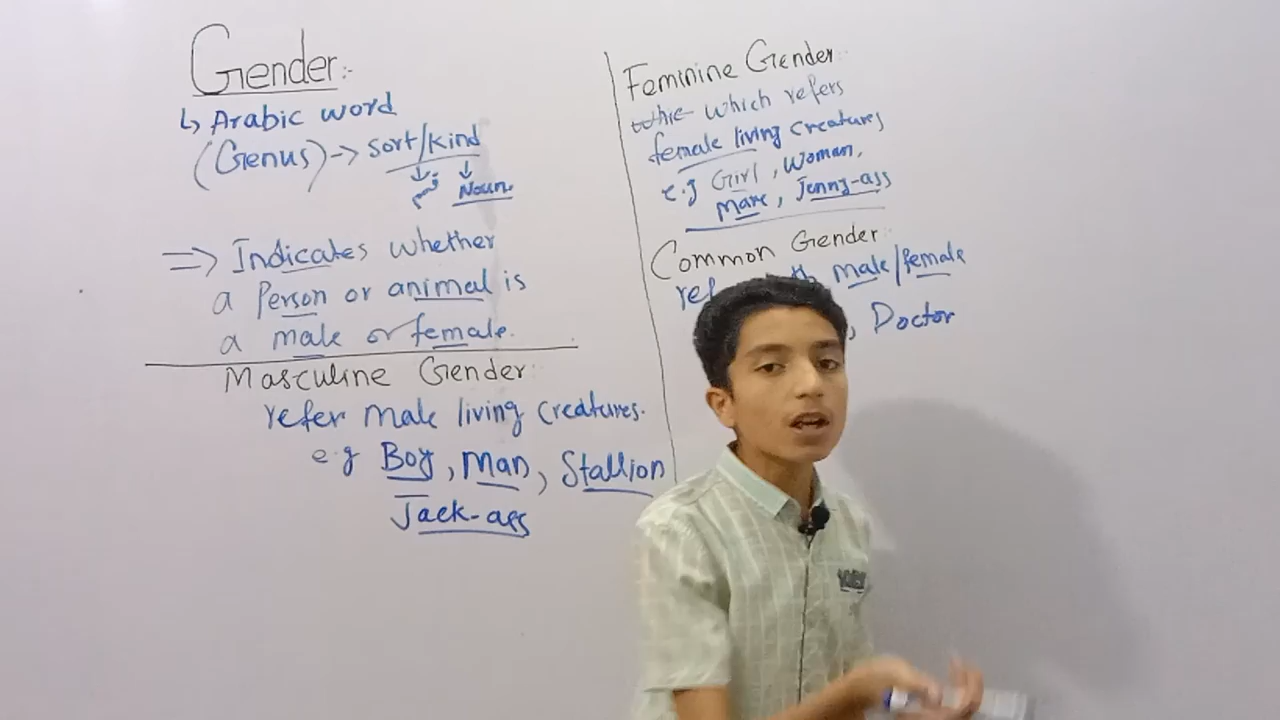 Gender:-
↳ Arabic word
(Genus) -> sort/kind
Noun.
=> Indicates whether
a Person or animal is
a male or female.
Masculine Gender:
refer male living creatures.
e.g Boy, Man, Stallion
Jack-ass
Feminine Gender:-
which refers
female living creatures
e.g Girl, Woman,
Mare, Jenny-ass
Common Gender:
ref male/female
, Doctor